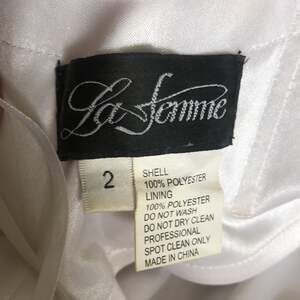 La Femme
2
SHELL
100% POLYESTER
LINING
100% POLYESTER
DO NOT WASH
DO NOT DRY CLEAN
PROFESSIONAL
SPOT CLEAN ONLY
MADE IN CHINA